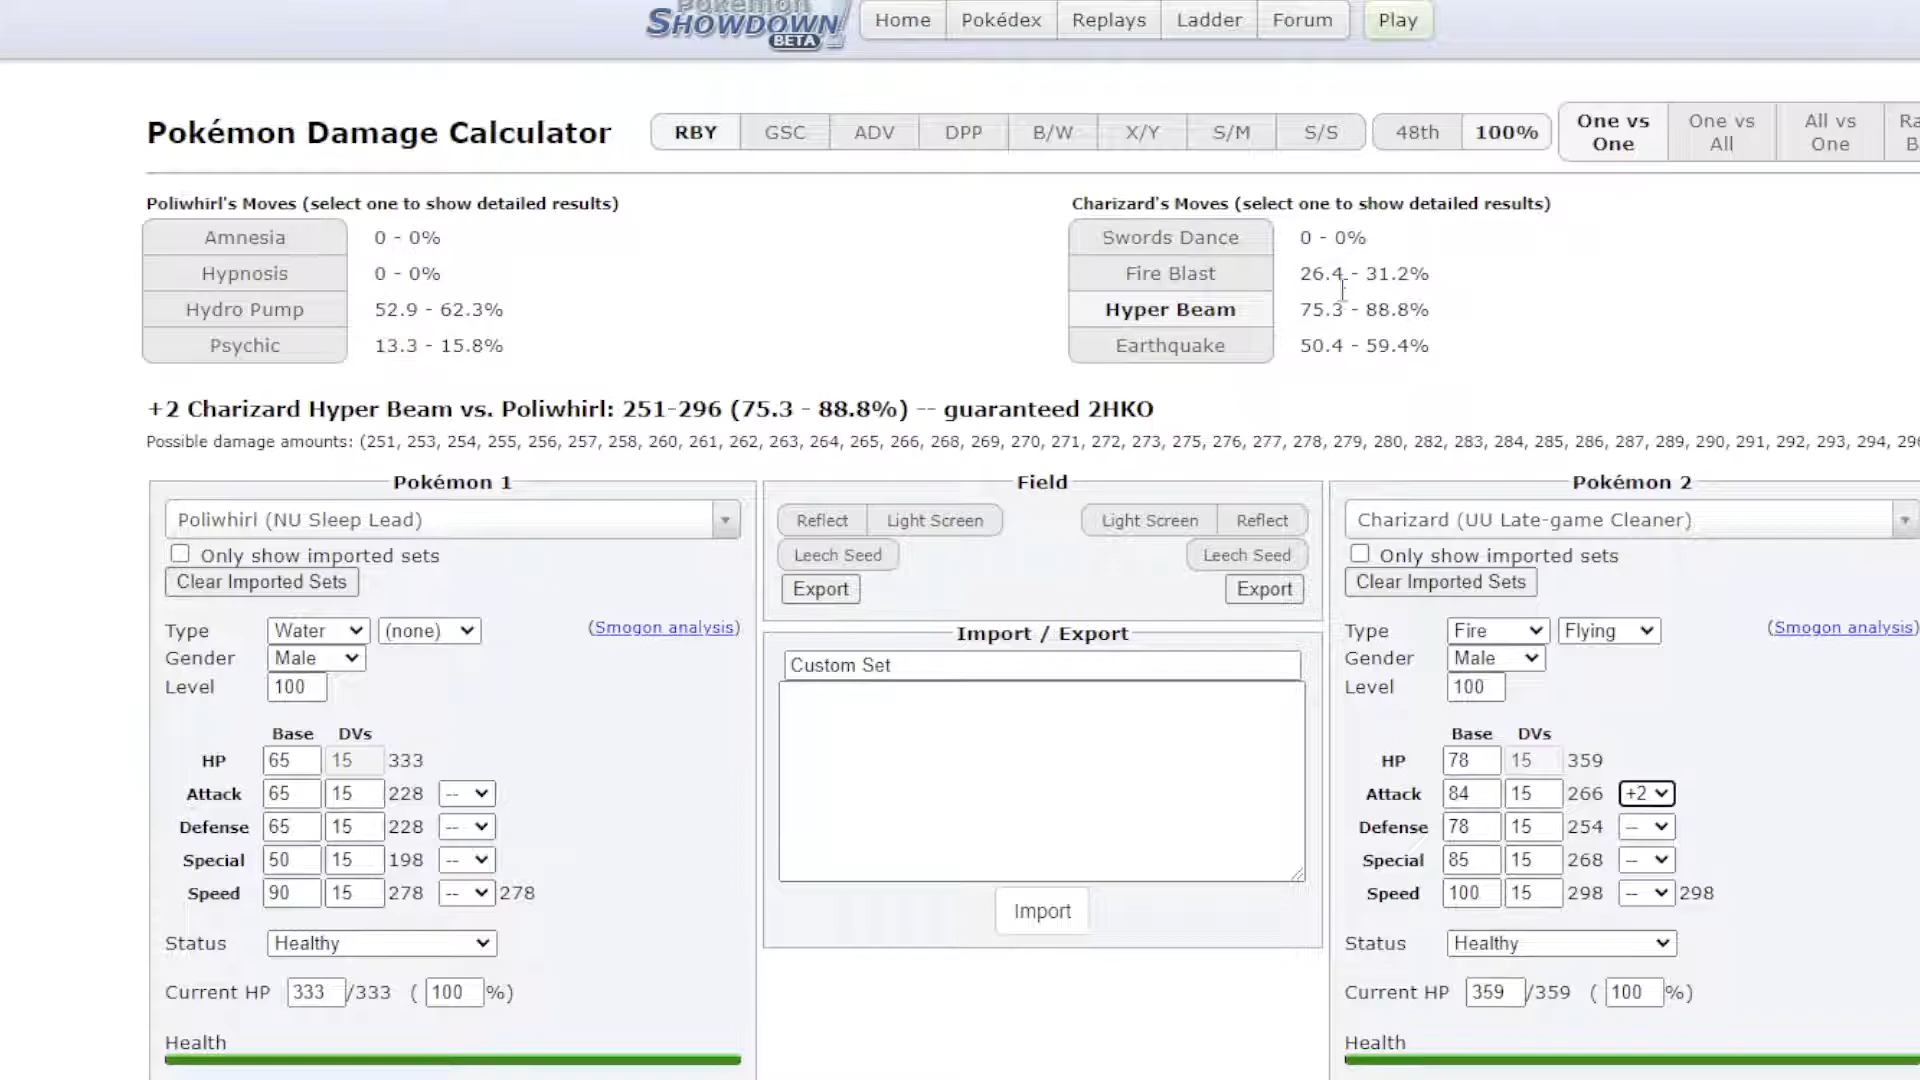 Pokémon
SHOWDOWN!
BETA
Home Pokédex Replays Ladder Forum Play
Pokémon Damage Calculator
RBY GSC ADV DPP B/W X/Y S/M S/S 48th 100%
One vs One One vs All All vs One
Poliwhirl's Moves (select one to show detailed results)
Amnesia 0 - 0%
Hypnosis 0 - 0%
Hydro Pump 52.9 - 62.3%
Psychic 13.3 - 15.8%
Charizard's Moves (select one to show detailed results)
Swords Dance 0 - 0%
Fire Blast 26.4 - 31.2%
Hyper Beam 75.3 - 88.8%
Earthquake 50.4 - 59.4%
+2 Charizard Hyper Beam vs. Poliwhirl: 251-296 (75.3 - 88.8%) -- guaranteed 2HKO
Possible damage amounts: (251, 253, 254, 255, 256, 257, 258, 260, 261, 262, 263, 264, 265, 266, 268, 269, 270, 271, 272, 273, 275, 276, 277, 278, 279, 280, 282, 283, 284, 285, 286, 287, 289, 290, 291, 292, 293, 294,
Pokémon 1
Poliwhirl (NU Sleep Lead)
Only show imported sets
Clear Imported Sets
Type Water (none) (Smogon analysis)
Gender Male
Level 100
Base DVs
HP 65 15 333
Attack 65 15 228 --
Defense 65 15 228 --
Special 50 15 198 --
Speed 90 15 278 -- 278
Status Healthy
Current HP 333 /333 ( 100 %)
Health
Field
Reflect Light Screen Light Screen Reflect
Leech Seed Leech Seed
Export Export
Import / Export
Custom Set
Import
Pokémon 2
Charizard (UU Late-game Cleaner)
Only show imported sets
Clear Imported Sets
Type Fire Flying (Smogon analysis)
Gender Male
Level 100
Base DVs
HP 78 15 359
Attack 84 15 266 +2
Defense 78 15 254 --
Special 85 15 268 --
Speed 100 15 298 -- 298
Status Healthy
Current HP 359 /359 ( 100 %)
Health